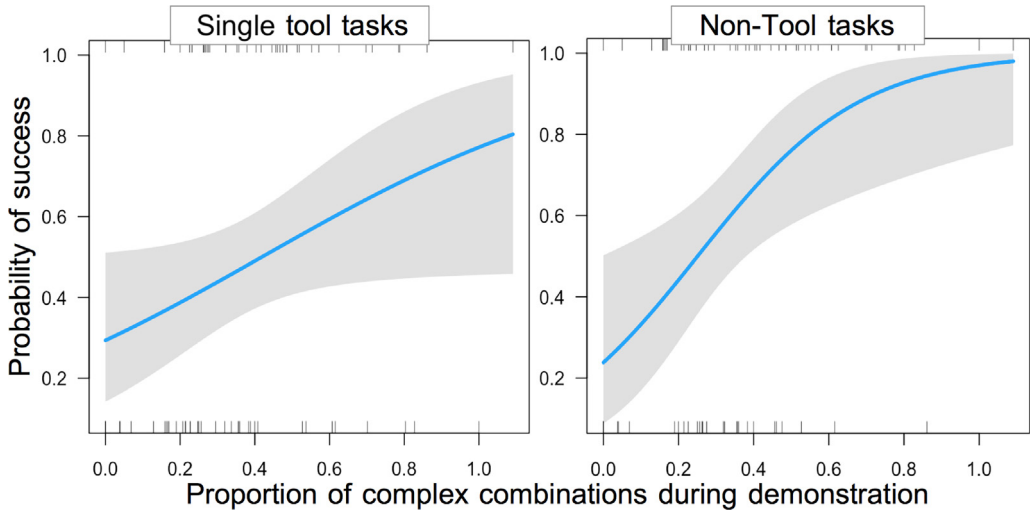 Single tool tasks
Non-Tool tasks
Probability of success
1.0
0.8
0.6
0.4
0.2
1.0
0.8
0.6
0.4
0.2
0.0 0.2 0.4 0.6 0.8 1.0
0.0 0.2 0.4 0.6 0.8 1.0
Proportion of complex combinations during demonstration